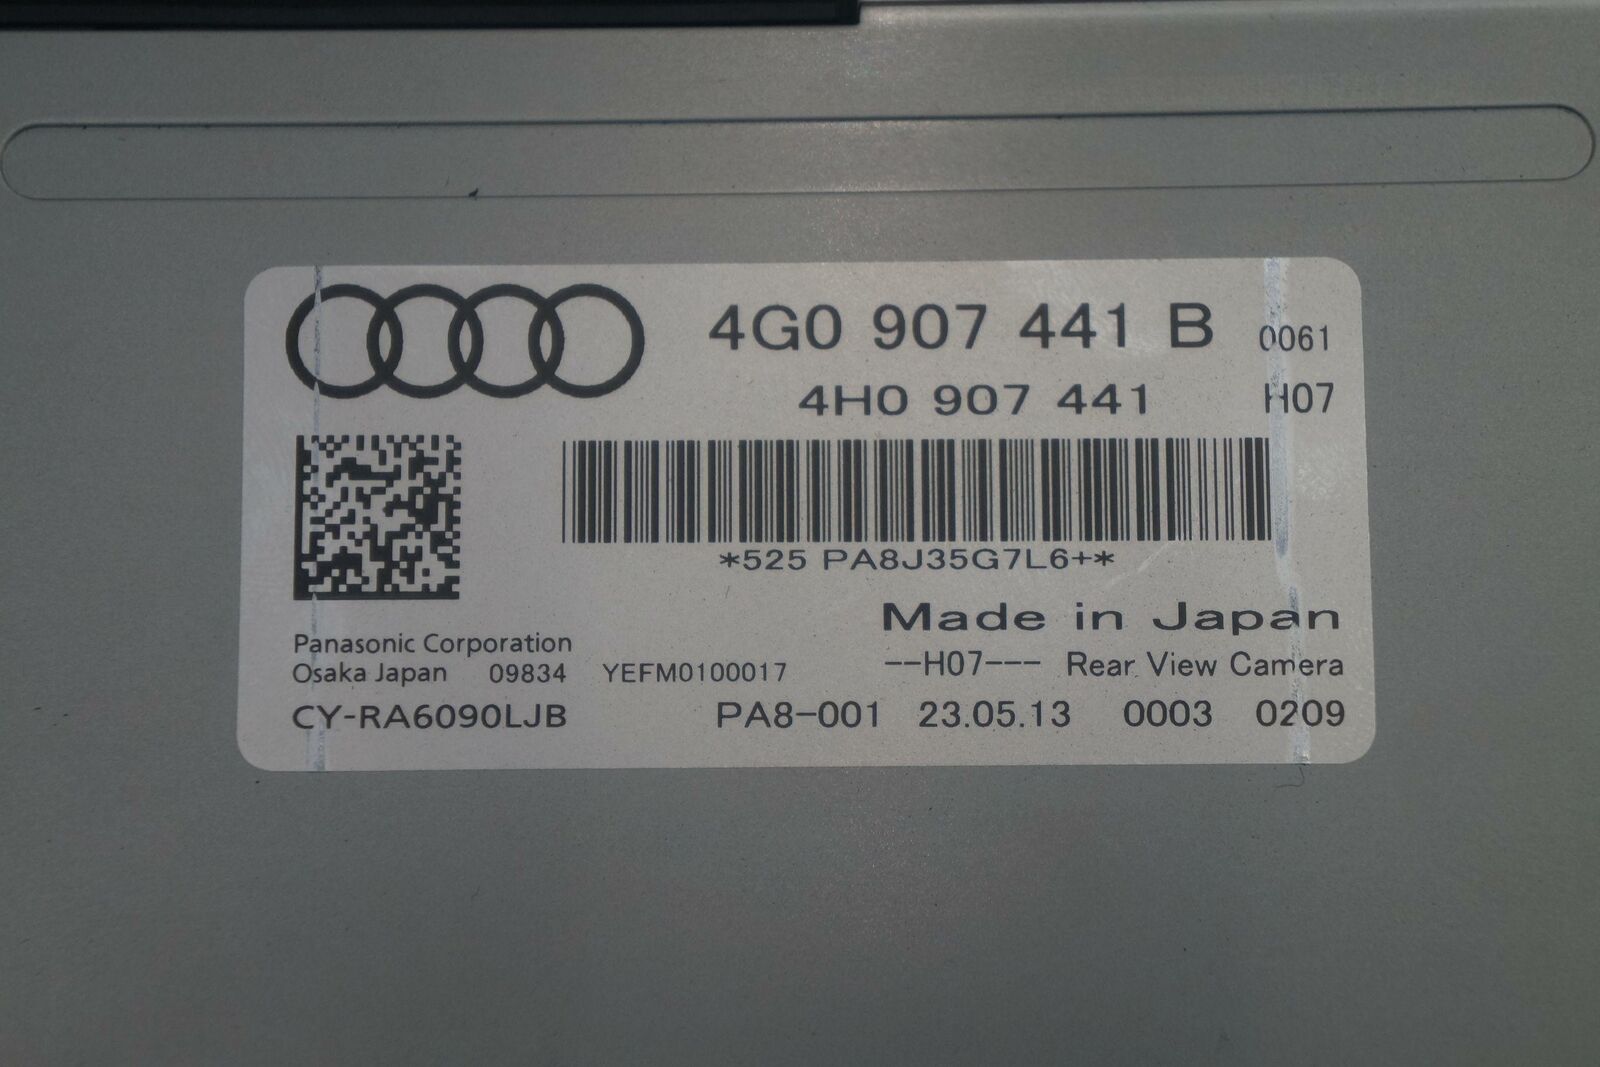 4G0 907 441 B 0061
4H0 907 441 H07
*525 PA8J35G7L6+*
Made in Japan
Panasonic Corporation
Osaka Japan 09834 YEFM0100017 --H07--- Rear View Camera
CY-RA6090LJB PA8-001 23.05.13 0003 0209